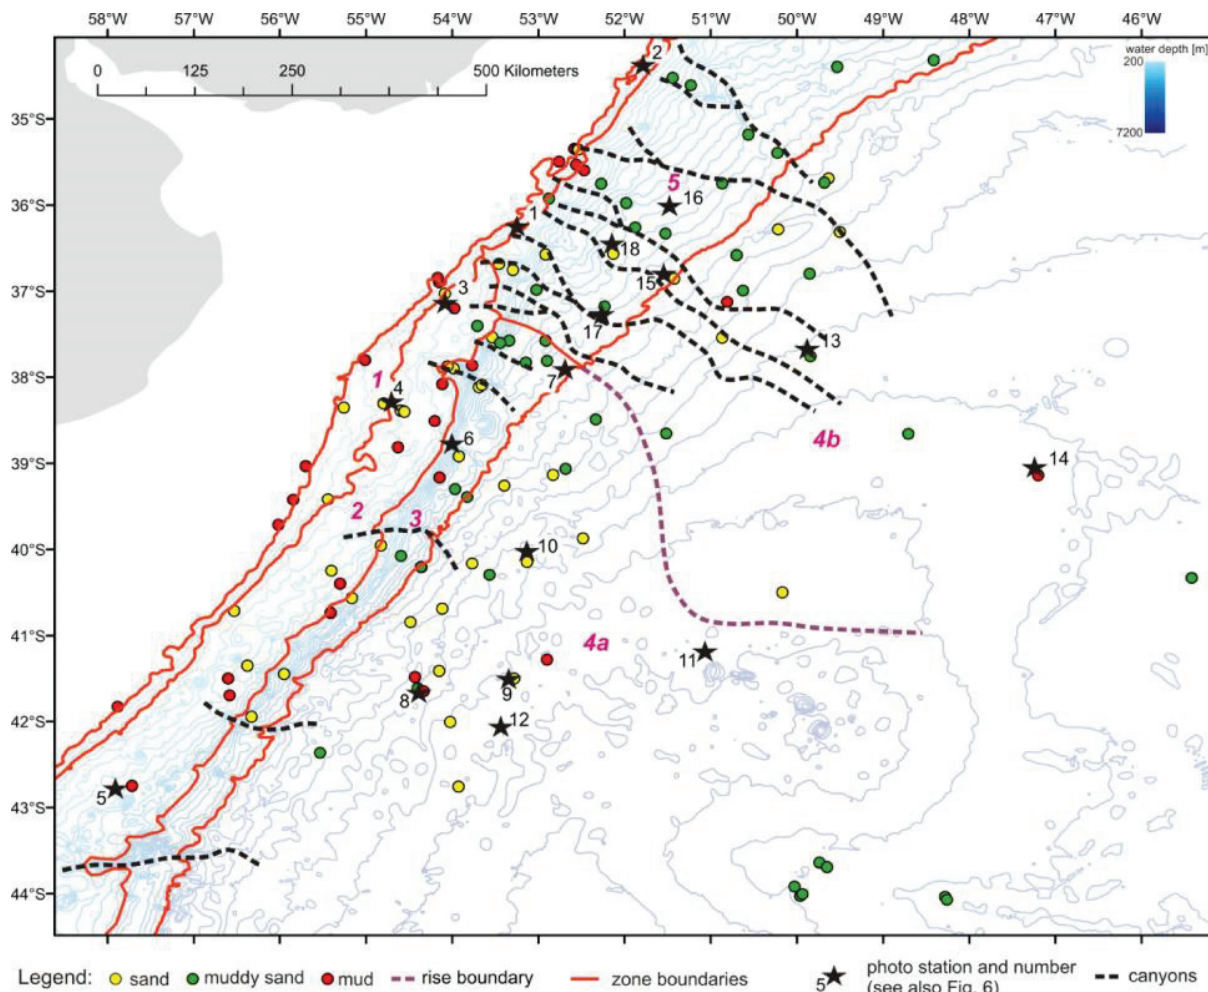 58°W 57°W 56°W 55°W 54°W 53°W 52°W 51°W 50°W 49°W 48°W 47°W 46°W
0 125 250 500 Kilometers
water depth [m]
200
7200
35°S
36°S
37°S
38°S
39°S
40°S
41°S
42°S
43°S
44°S
2
5
16
1
18
15
3
17
13
7
1
4
4b
6
14
2
3
10
4a
11
9
8
12
5
Legend: sand muddy sand mud rise boundary zone boundaries 5 photo station and number canyons
(see also Fig. 6)